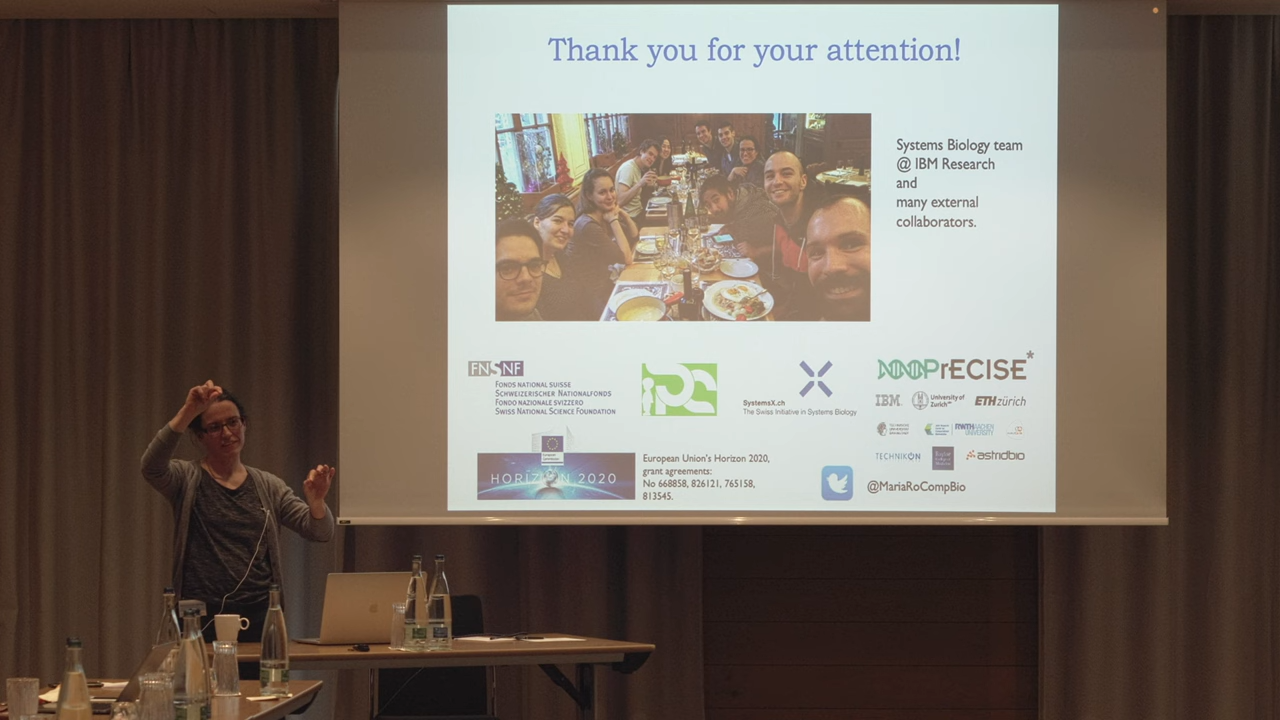 Thank you for your attention!
Systems Biology team
@ IBM Research
and
many external
collaborators.
FNSNF
FONDS NATIONAL SUISSE
SCHWEIZERISCHER NATIONALFONDS
FONDO NAZIONALE SVIZZERO
SWISS NATIONAL SCIENCE FOUNDATION
iPC
SystemsX.ch
The Swiss Initiative in Systems Biology
PrECISE*
IBM
University of
Zurich
ETH zürich
RWTH AACHEN
UNIVERSITY
TECHNIKON
astridbio
HORIZON 2020
European Union's Horizon 2020,
grant agreements:
No 668858, 826121, 765158,
813545.
@MariaRoCompBio